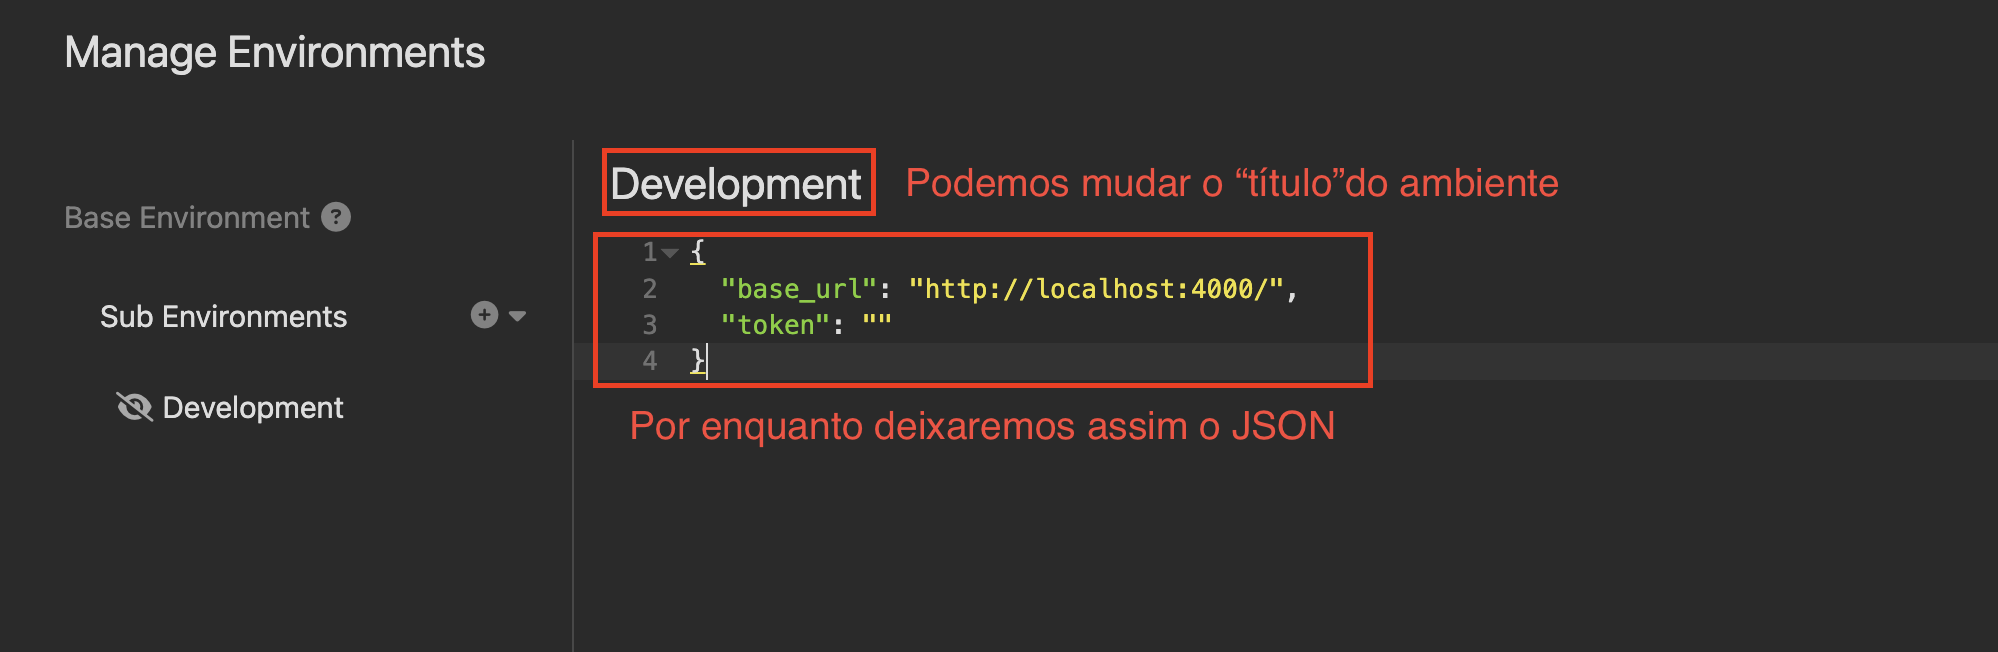 Manage Environments
Development
Podemos mudar o “título”do ambiente
Base Environment ?
1 {
2 "base_url": "http://localhost:4000/",
Sub Environments
3 "token": ""
4 }
Development
Por enquanto deixaremos assim o JSON